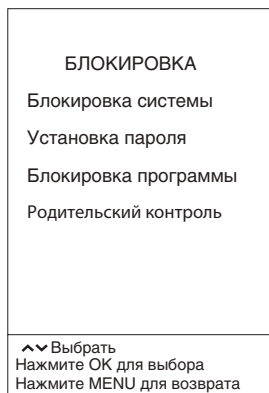 БЛОКИРОВКА
Блокировка системы
Установка пароля
Блокировка программы
Родительский контроль
Выбрать
Нажмите OK для выбора
Нажмите MENU для возврата